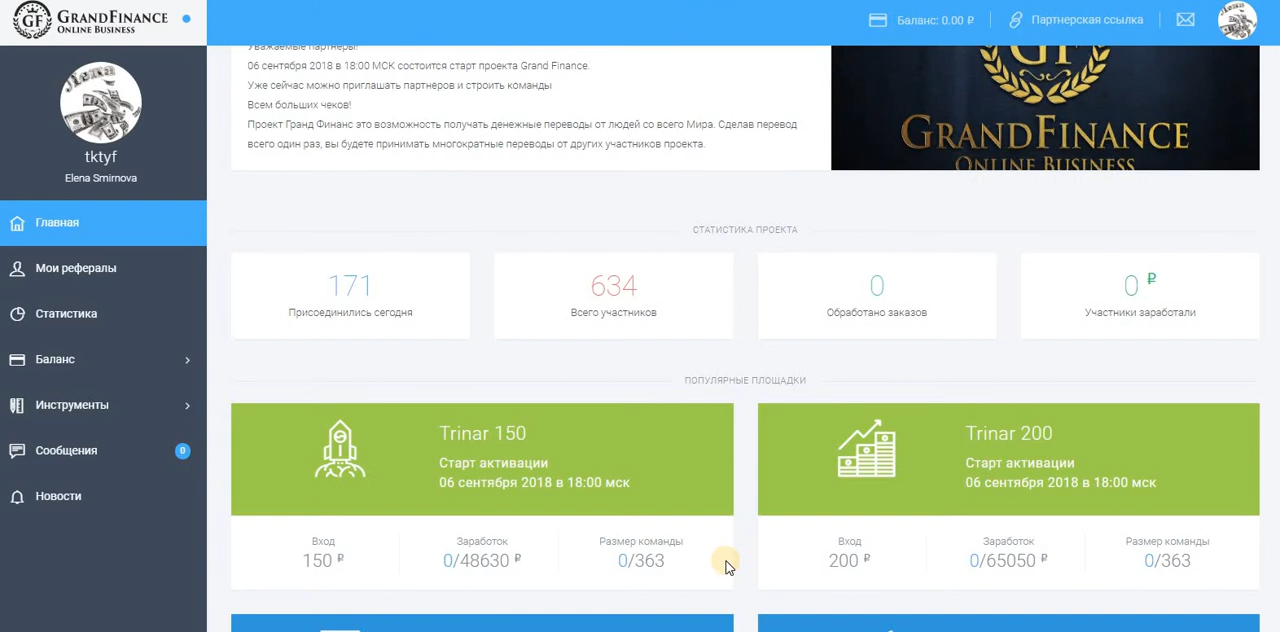 GF GRANDFINANCE
ONLINE BUSINESS
Баланс: 0.00 ₽
Партнерская ссылка
Jlena
tktyf
Elena Smirnova
Главная
Мои рефералы
Статистика
Баланс
Инструменты
Сообщения 0
Новости
Уважаемые партнеры!
06 сентября 2018 в 18:00 МСК состоится старт проекта Grand Finance.
Уже сейчас можно приглашать партнеров и строить команды
Всем больших чеков!
Проект Гранд Финанс это возможность получать денежные переводы от людей со всего Мира. Сделав перевод
всего один раз, вы будете принимать многократные переводы от других участников проекта.
GF
GRANDFINANCE
ONLINE BUSINESS
СТАТИСТИКА ПРОЕКТА
171
Присоединились сегодня
634
Всего участников
0
Обработано заказов
0 ₽
Участники заработали
ПОПУЛЯРНЫЕ ПЛОЩАДКИ
Trinar 150
Старт активации
06 сентября 2018 в 18:00 мск
Вход
150 ₽
Заработок
0/48630 ₽
Размер команды
0/363
Trinar 200
Старт активации
06 сентября 2018 в 18:00 мск
Вход
200 ₽
Заработок
0/65050 ₽
Размер команды
0/363